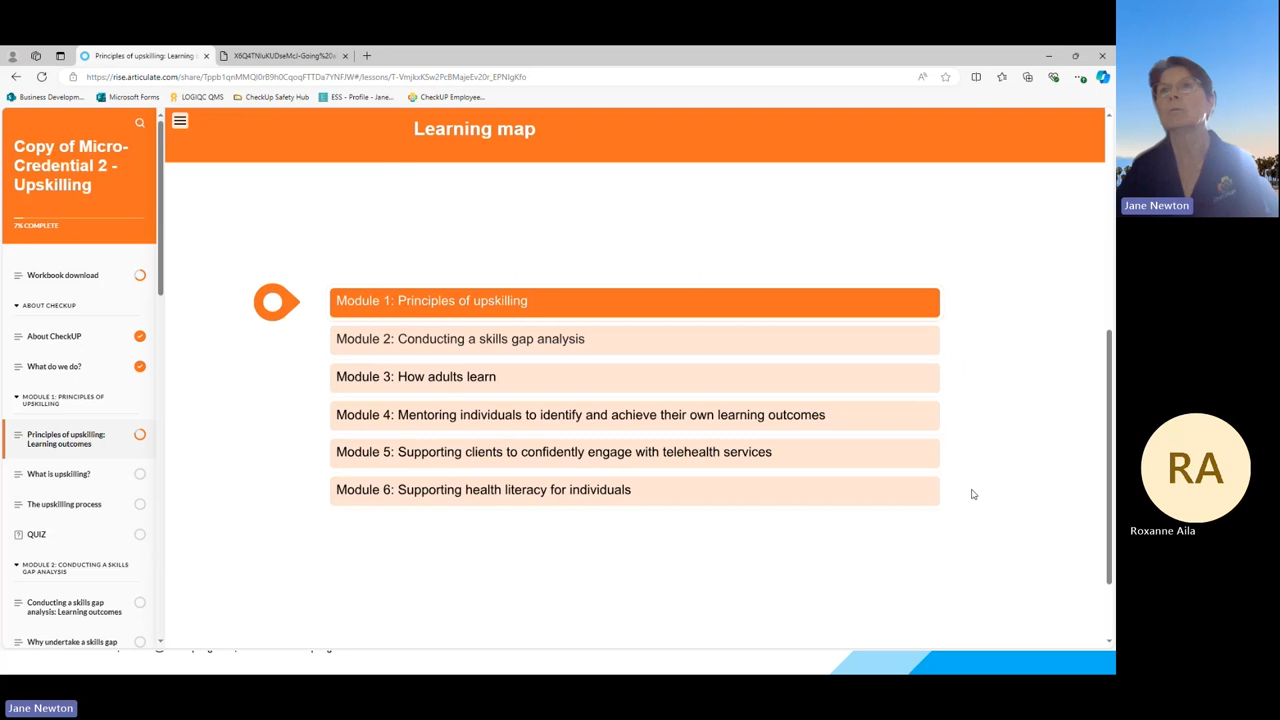 Principles of upskilling: Learning
X6Q4TNluKUDseMcJ-Going%20
https://rise.articulate.com/share/Tppb1qnMMQl0rB9h0CqoqFTTDa7YNFJW#/lessons/T-VmjkxKSw2PcBMajeEv20r_EPNlgKfo
Business Developm...
Microsoft Forms
LOGIQC QMS
CheckUp Safety Hub
ESS - Profile - Jane...
CheckUP Employee...
Copy of Micro-
Credential 2 -
Upskilling
7% COMPLETE
Workbook download
ABOUT CHECKUP
About CheckUP
What do we do?
MODULE 1: PRINCIPLES OF
UPSKILLING
Principles of upskilling:
Learning outcomes
What is upskilling?
The upskilling process
QUIZ
MODULE 2: CONDUCTING A SKILLS
GAP ANALYSIS
Conducting a skills gap
analysis: Learning outcomes
Why undertake a skills gap
Learning map
Module 1: Principles of upskilling
Module 2: Conducting a skills gap analysis
Module 3: How adults learn
Module 4: Mentoring individuals to identify and achieve their own learning outcomes
Module 5: Supporting clients to confidently engage with telehealth services
Module 6: Supporting health literacy for individuals
Jane Newton
RA
Roxanne Aila
Jane Newton